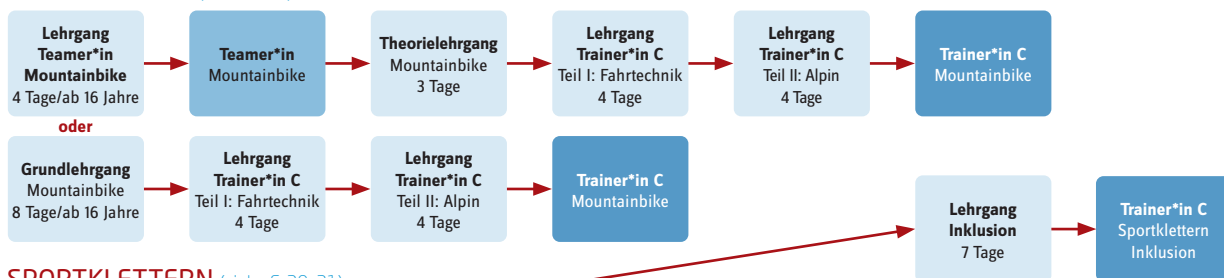 Lehrgang
Teamer*in
Mountainbike
4 Tage/ab 16 Jahre
Teamer*in
Mountainbike
Theorielehrgang
Mountainbike
3 Tage
Lehrgang
Trainer*in C
Teil I: Fahrtechnik
4 Tage
Lehrgang
Trainer*in C
Teil II: Alpin
4 Tage
Trainer*in C
Mountainbike
oder
Grundlehrgang
Mountainbike
8 Tage/ab 16 Jahre
Lehrgang
Trainer*in C
Teil I: Fahrtechnik
4 Tage
Lehrgang
Trainer*in C
Teil II: Alpin
4 Tage
Trainer*in C
Mountainbike
Lehrgang
Inklusion
7 Tage
Trainer*in C
Sportklettern
Inklusion
SPORTKLETTERN